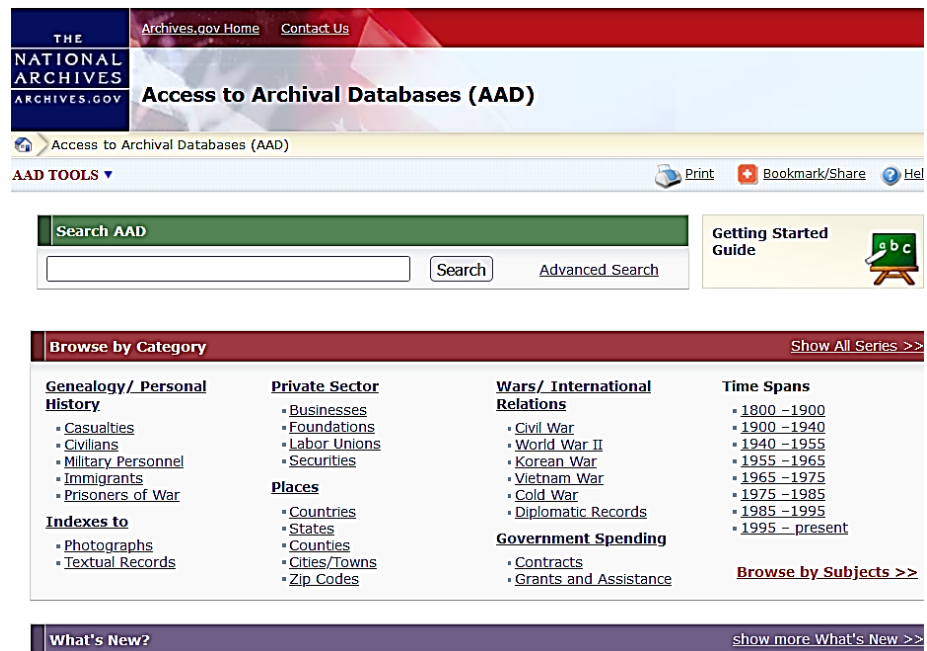 THE
NATIONAL
ARCHIVES
ARCHIVES.GOV
Archives.gov Home Contact Us
Access to Archival Databases (AAD)
Access to Archival Databases (AAD)
AAD TOOLS ▼
Print Bookmark/Share Hel
Search AAD
Search Advanced Search
Getting Started
Guide
abc
Browse by Category Show All Series >>
Genealogy/ Personal
History
Casualties
Civilians
Military Personnel
Immigrants
Prisoners of War
Indexes to
Photographs
Textual Records
Private Sector
Businesses
Foundations
Labor Unions
Securities
Places
Countries
States
Counties
Cities/Towns
Zip Codes
Wars/ International
Relations
Civil War
World War II
Korean War
Vietnam War
Cold War
Diplomatic Records
Government Spending
Contracts
Grants and Assistance
Time Spans
1800 –1900
1900 –1940
1940 –1955
1955 –1965
1965 –1975
1975 –1985
1985 –1995
1995 – present
Browse by Subjects >>
What's New? show more What's New >>